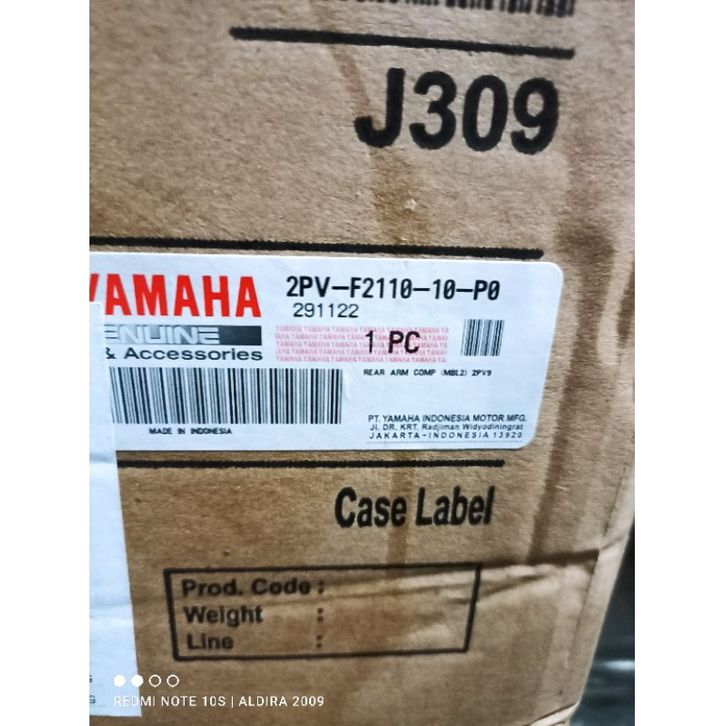 J309
YAMAHA
2PV-F2110-10-P0
291122
GENUINE
& Accessories
1 PC
REAR ARM COMP (MBL2) 2PV9
MADE IN INDONESIA
PT. YAMAHA INDONESIA MOTOR MFG.
Jl. DR. KRT. Radjiman Widyodiningrat
JAKARTA-INDONESIA 13920
Case Label
Prod. Code :
Weight :
Line :
REDMI NOTE 10S | ALDIRA 2009